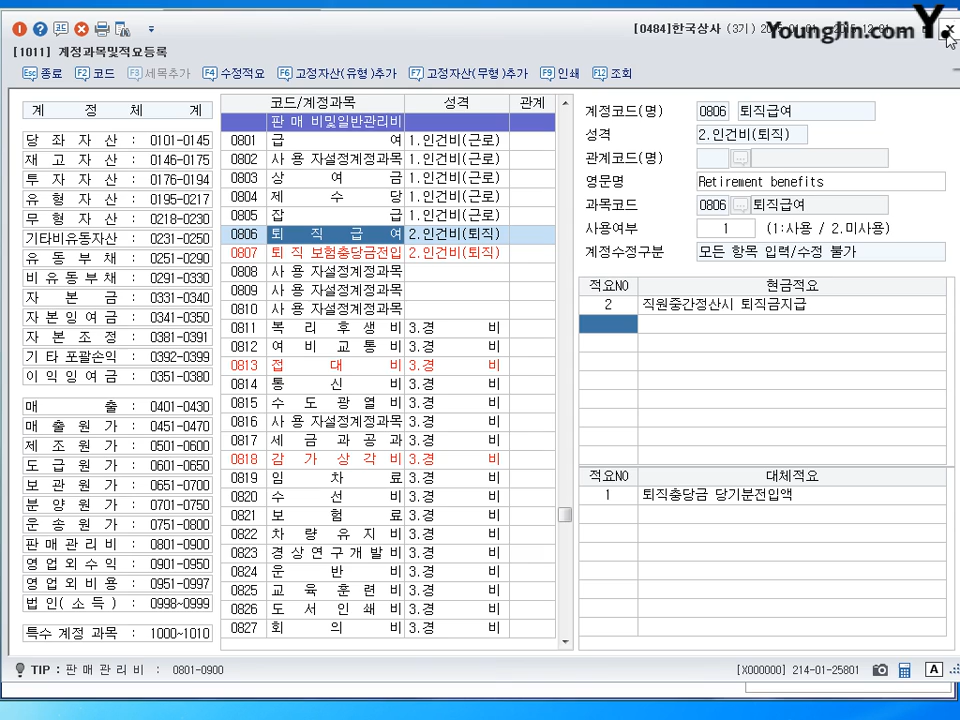 [0484]한국상사 (3기)
Youngjin.com Y.
[1011] 계정과목및적요등록
Esc 종료 F2 코드 F3 세목추가 F4 수정적요 F6 고정자산(유형)추가 F7 고정자산(무형)추가 F9 인쇄 F12 조회
계 정 체 계
당 좌 자 산 : 0101-0145
재 고 자 산 : 0146-0175
투 자 자 산 : 0176-0194
유 형 자 산 : 0195-0217
무 형 자 산 : 0218-0230
기타비유동자산 : 0231-0250
유 동 부 채 : 0251-0290
비 유 동 부 채 : 0291-0330
자 본 금 : 0331-0340
자 본 잉 여 금 : 0341-0350
자 본 조 정 : 0381-0391
기 타 포괄손익 : 0392-0399
이 익 잉 여 금 : 0351-0380
매 출 : 0401-0430
매 출 원 가 : 0451-0470
제 조 원 가 : 0501-0600
도 급 원 가 : 0601-0650
보 관 원 가 : 0651-0700
분 양 원 가 : 0701-0750
운 송 원 가 : 0751-0800
판 매 관 리 비 : 0801-0900
영 업 외 수 익 : 0901-0950
영 업 외 비 용 : 0951-0997
법 인 ( 소 득 ) : 0998~0999
특수 계정 과목 : 1000~1010
코드/계정과목 성격 관계
판 매 비및일반관리비
0801 급 여 1.인건비(근로)
0802 사 용 자설정계정과목 1.인건비(근로)
0803 상 여 금 1.인건비(근로)
0804 제 수 당 1.인건비(근로)
0805 잡 급 1.인건비(근로)
0806 퇴 직 급 여 2.인건비(퇴직)
0807 퇴 직 보험충당금전입 2.인건비(퇴직)
0808 사 용 자설정계정과목
0809 사 용 자설정계정과목
0810 사 용 자설정계정과목
0811 복 리 후 생 비 3.경 비
0812 여 비 교 통 비 3.경 비
0813 접 대 비 3.경 비
0814 통 신 비 3.경 비
0815 수 도 광 열 비 3.경 비
0816 사 용 자설정계정과목 3.경 비
0817 세 금 과 공 과 3.경 비
0818 감 가 상 각 비 3.경 비
0819 임 차 료 3.경 비
0820 수 선 비 3.경 비
0821 보 험 료 3.경 비
0822 차 량 유 지 비 3.경 비
0823 경 상 연 구 개 발 비 3.경 비
0824 운 반 비 3.경 비
0825 교 육 훈 련 비 3.경 비
0826 도 서 인 쇄 비 3.경 비
0827 회 의 비 3.경 비
계정코드(명) 0806 퇴직급여
성격 2.인건비(퇴직)
관계코드(명)
영문명 Retirement benefits
과목코드 0806 퇴직급여
사용여부 1 (1:사용 / 2.미사용)
계정수정구분 모든 항목 입력/수정 불가
적요NO 현금적요
2 직원중간정산시 퇴직금지급
적요NO 대체적요
1 퇴직충당금 당기분전입액
TIP : 판 매 관 리 비 : 0801-0900
[X000000] 214-01-25801
A